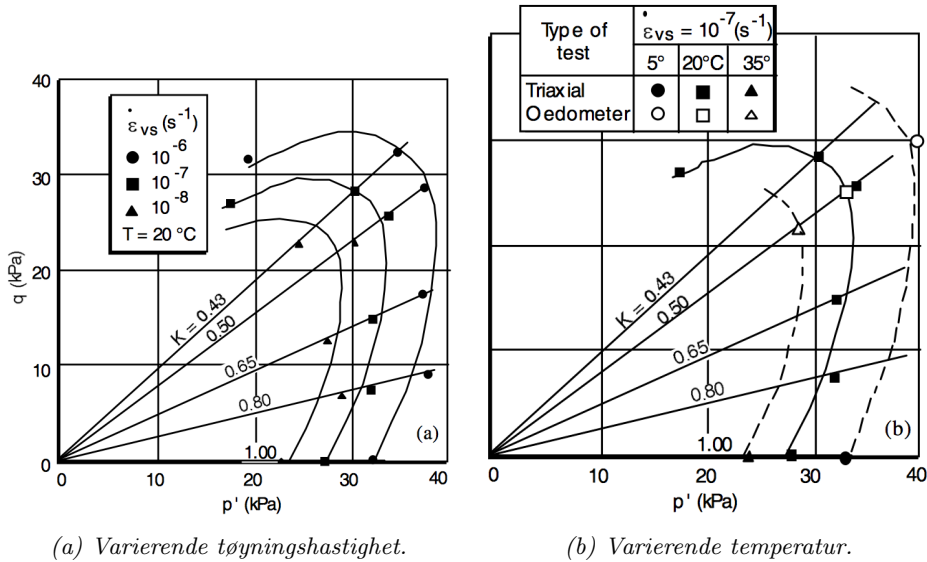 40
30
20
10
0
q (kPa)
ε̇vs (s⁻¹)
● 10⁻⁶
■ 10⁻⁷
▲ 10⁻⁸
T = 20 °C
K = 0.43
0.50
0.65
0.80
1.00
(a)
10
20
30
40
p ' (kPa)
(a) Varierende tøyningshastighet.
Type of test
ε̇vs = 10⁻⁷(s⁻¹)
5° 20°C 35°
Triaxial ● ■ ▲
Oedometer ○ □ △
K = 0.43
0.50
0.65
0.80
1.00
(b)
0
10
20
30
40
p ' (kPa)
(b) Varierende temperatur.